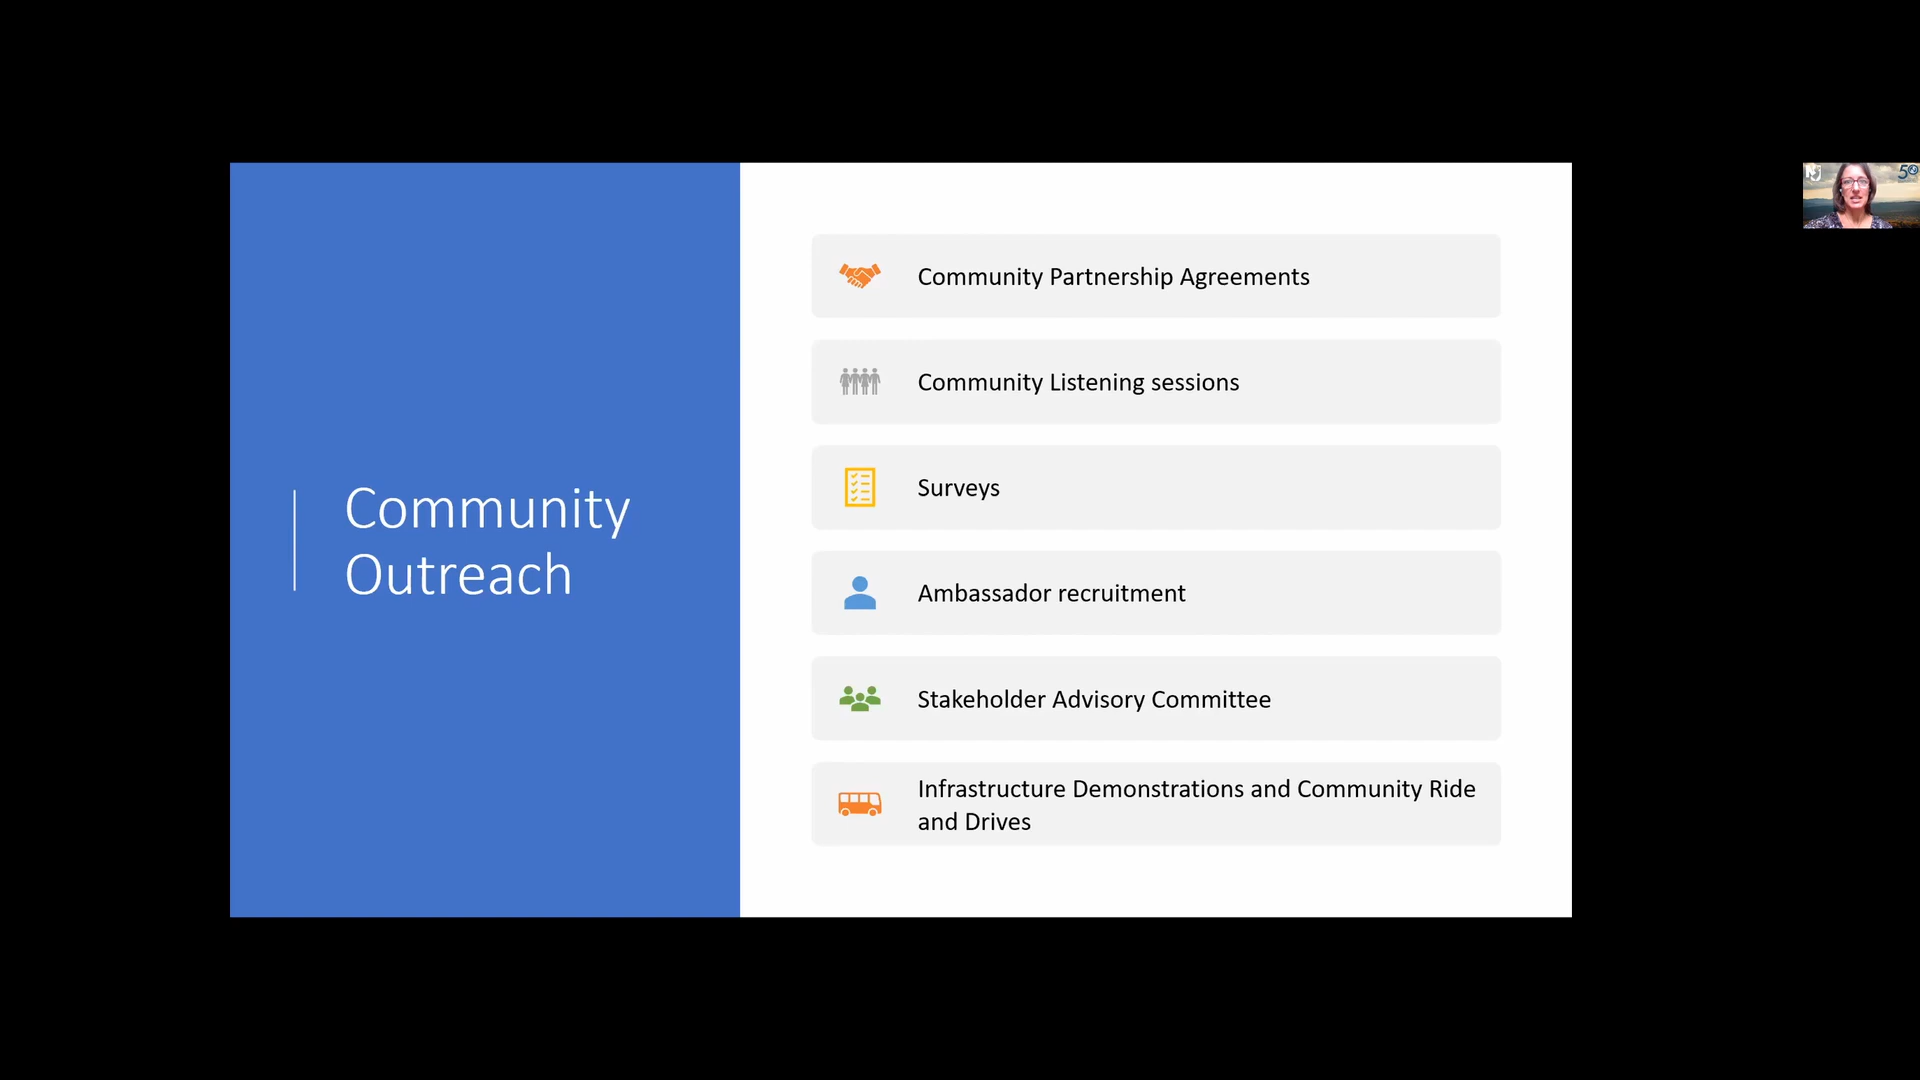 Community
Outreach
Community Partnership Agreements
Community Listening sessions
Surveys
Ambassador recruitment
Stakeholder Advisory Committee
Infrastructure Demonstrations and Community Ride
and Drives
50